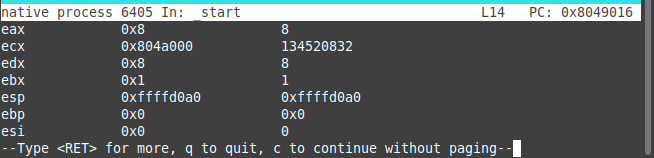 native process 6405 In: _start L14 PC: 0x8049016
eax 0x8 8
ecx 0x804a000 134520832
edx 0x8 8
ebx 0x1 1
esp 0xffffd0a0 0xffffd0a0
ebp 0x0 0x0
esi 0x0 0
--Type <RET> for more, q to quit, c to continue without paging--